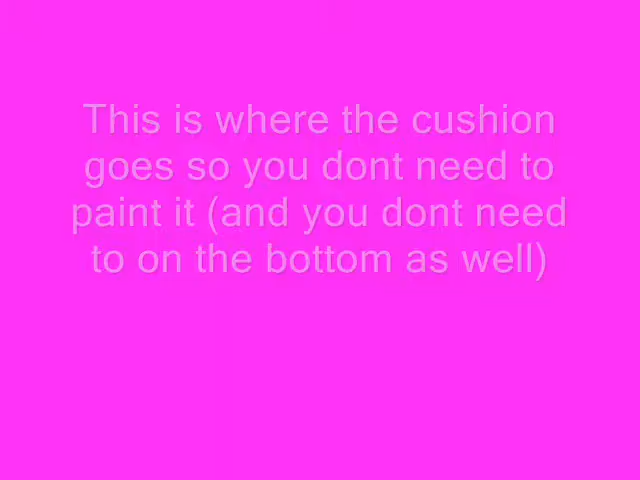 This is where the cushion
goes so you dont need to
paint it (and you dont need
to on the bottom as well)